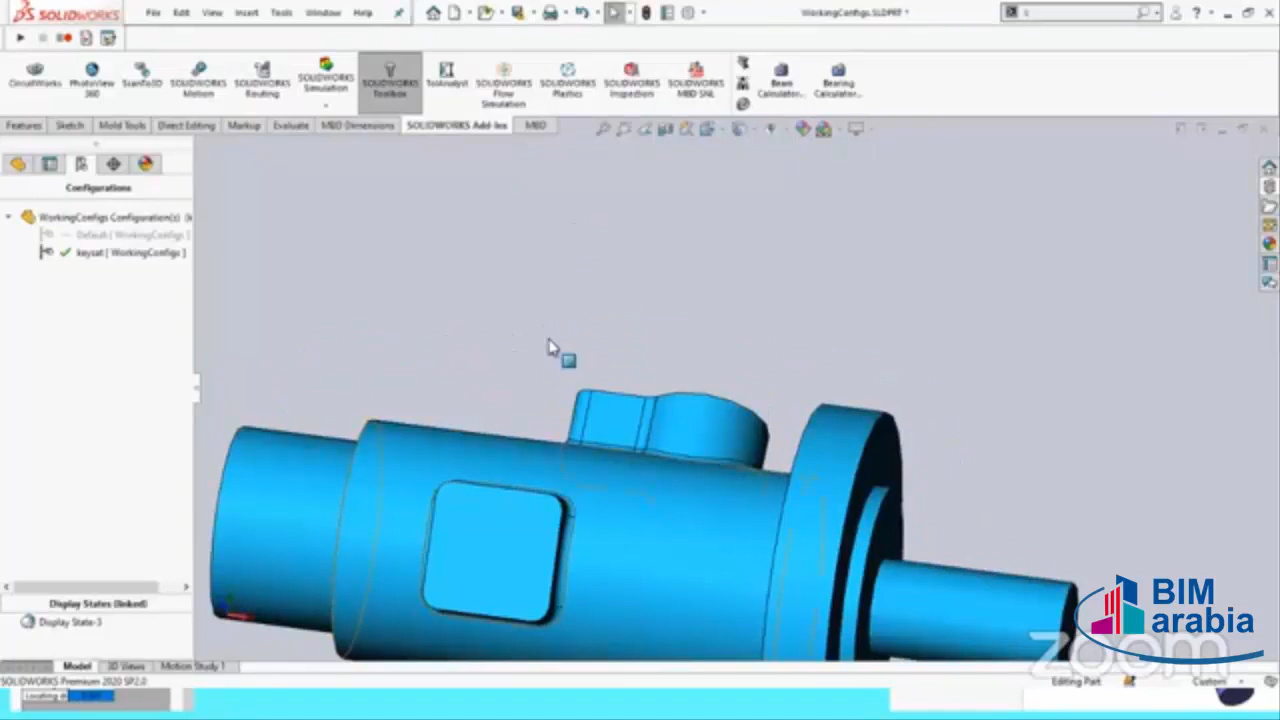 SOLIDWORKS
File Edit View Insert Tools Window Help
WorkingConfigs.SLDPRT *
CircuitWorks
PhotoView 360
ScanTo3D
SOLIDWORKS Motion
SOLIDWORKS Routing
SOLIDWORKS Simulation
SOLIDWORKS Toolbox
TolAnalyst
SOLIDWORKS Flow Simulation
SOLIDWORKS Plastics
SOLIDWORKS Inspection
SOLIDWORKS MBD SNL
Beam Calculator...
Bearing Calculator...
Features Sketch Mold Tools Direct Editing Markup Evaluate MBD Dimensions SOLIDWORKS Add-Ins MBD
Configurations
WorkingConfigs Configuration(s) (k
Default [ WorkingConfigs ]
keysat [ WorkingConfigs ]
Display States (linked)
Display State-3
BIM
arabia
zoom
Model 3D Views Motion Study 1
SOLIDWORKS Premium 2020 SP2.0
Editing Part
Custom